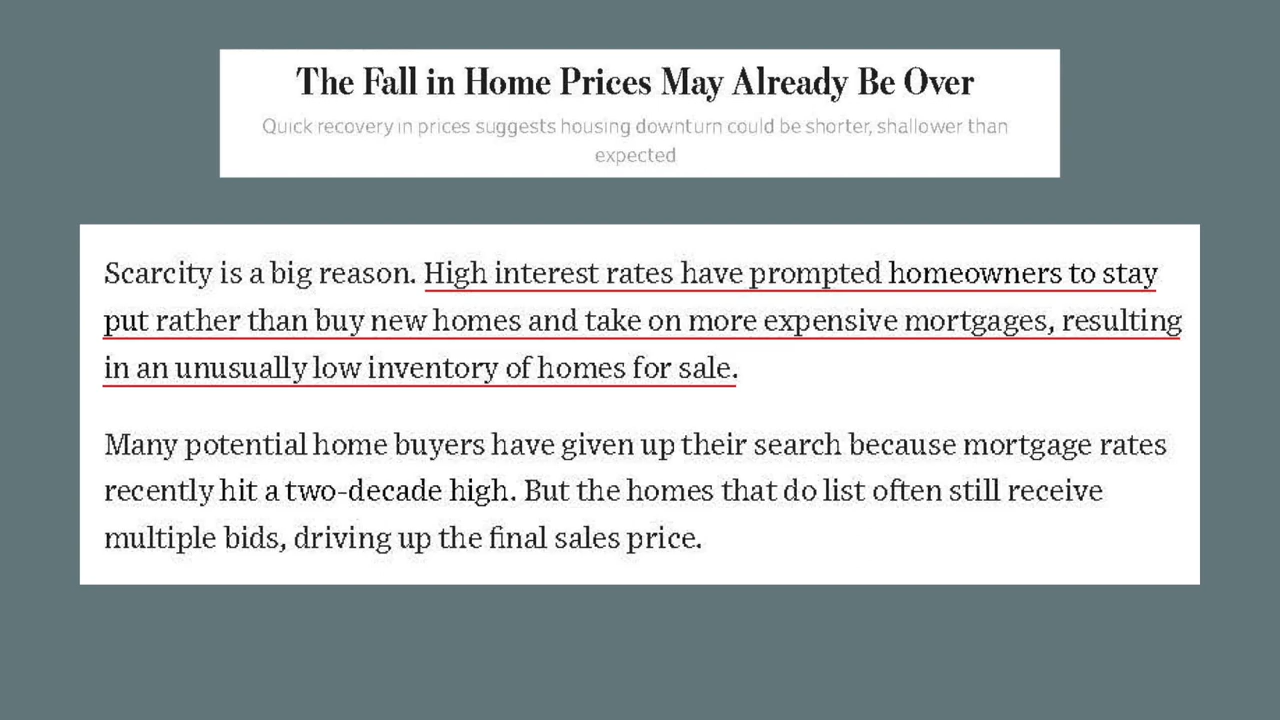 The Fall in Home Prices May Already Be Over
Quick recovery in prices suggests housing downturn could be shorter, shallower than
expected
Scarcity is a big reason. High interest rates have prompted homeowners to stay
put rather than buy new homes and take on more expensive mortgages, resulting
in an unusually low inventory of homes for sale.
Many potential home buyers have given up their search because mortgage rates
recently hit a two-decade high. But the homes that do list often still receive
multiple bids, driving up the final sales price.